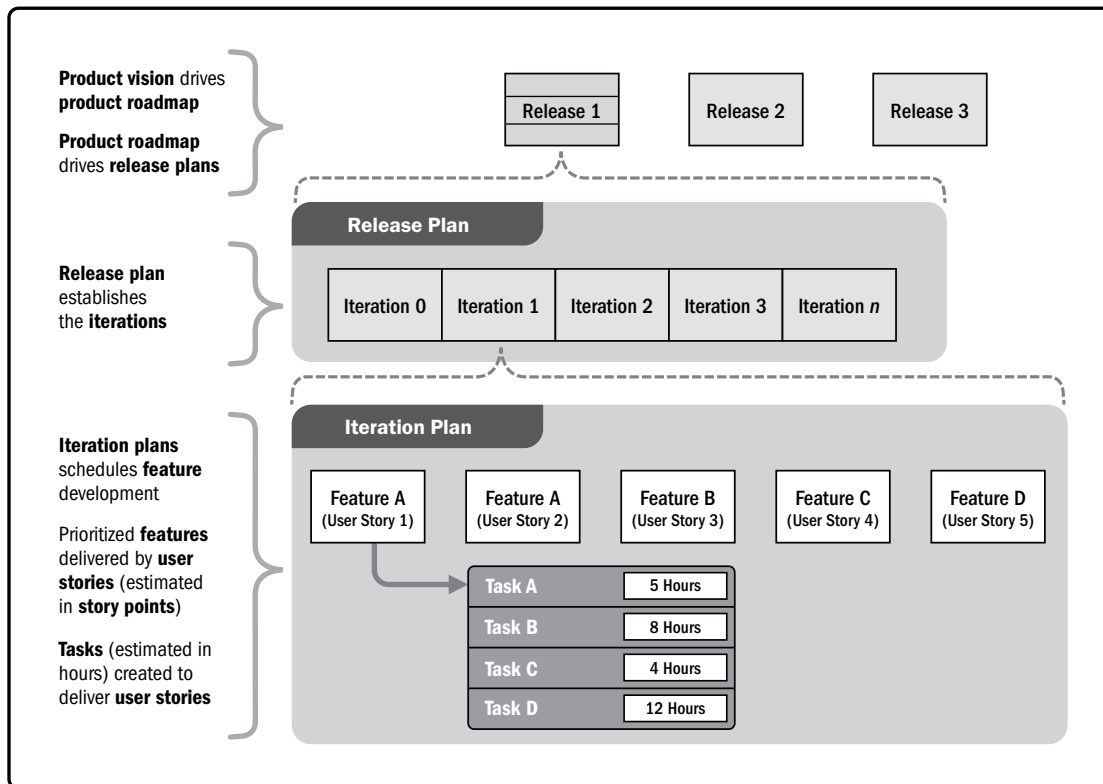 Product vision drives
product roadmap
Product roadmap
drives release plans
Release 1
Release 2
Release 3
Release Plan
Release plan
establishes
the iterations
Iteration 0
Iteration 1
Iteration 2
Iteration 3
Iteration n
Iteration Plan
Iteration plans
schedules feature
development
Prioritized features
delivered by user
stories (estimated
in story points)
Tasks (estimated in
hours) created to
deliver user stories
Feature A
(User Story 1)
Feature A
(User Story 2)
Feature B
(User Story 3)
Feature C
(User Story 4)
Feature D
(User Story 5)
Task A
5 Hours
Task B
8 Hours
Task C
4 Hours
Task D
12 Hours